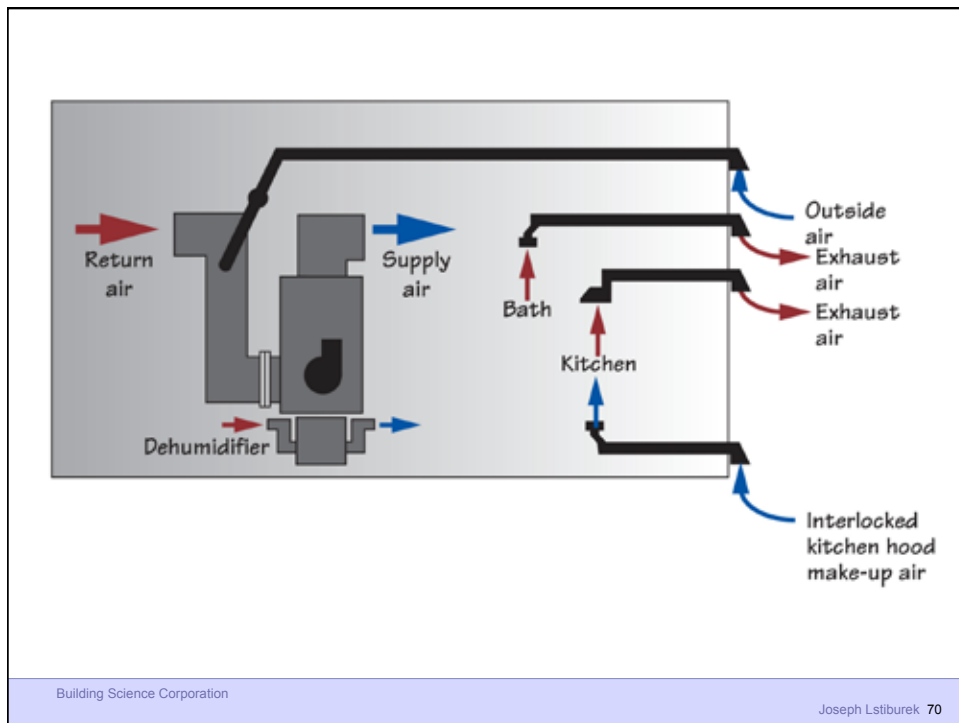 Return
air
Supply
air
Outside
air
Exhaust
air
Bath
Exhaust
air
Kitchen
Dehumidifier
Interlocked
kitchen hood
make-up air
Building Science Corporation
Joseph Lstiburek 70